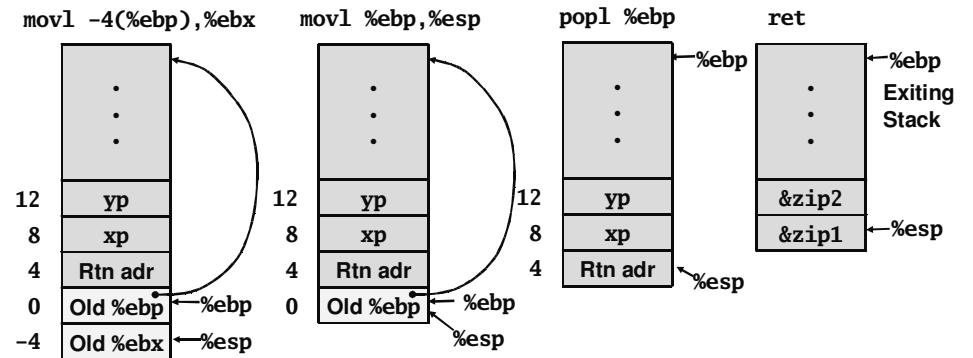 movl -4(%ebp),%ebx
12
yp
8
xp
4
Rtn adr
0
Old %ebp
%ebp
-4
Old %ebx
%esp
movl %ebp,%esp
12
yp
8
xp
4
Rtn adr
0
Old %ebp
%ebp
%esp
popl %ebp
%ebp
12
yp
8
xp
4
Rtn adr
%esp
ret
%ebp
Exiting
Stack
&zip2
&zip1
%esp